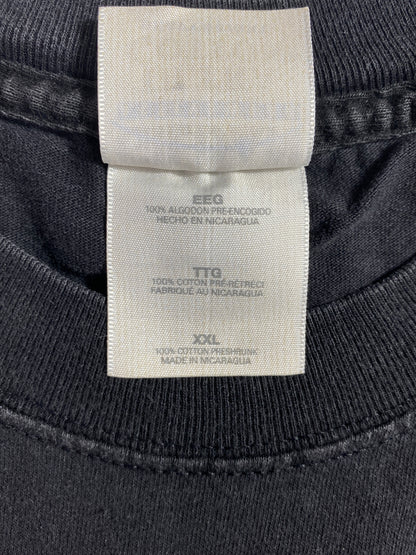 EEG
100% ALGODON PRE-ENCOGIDO
HECHO EN NICARAGUA
TTG
100% COTON PRÉ-RÉTRÉCI
FABRIQUÉ AU NICARAGUA
XXL
100% COTTON PRESHRUNK
MADE IN NICARAGUA